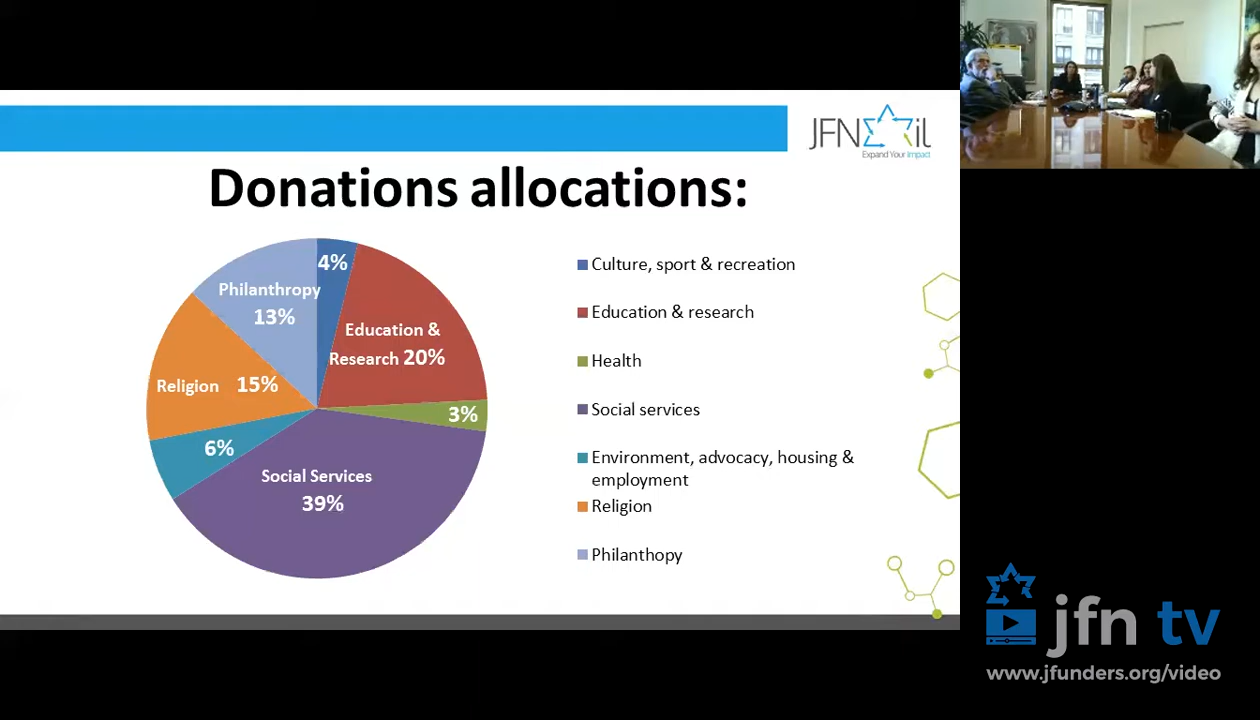 JFN il
Expand Your Impact
Donations allocations:
4%
Philanthropy
13%
Education &
Research 20%
Religion 15%
3%
6%
Social Services
39%
Culture, sport & recreation
Education & research
Health
Social services
Environment, advocacy, housing &
employment
Religion
Philanthopy
jfn tv
www.jfunders.org/video